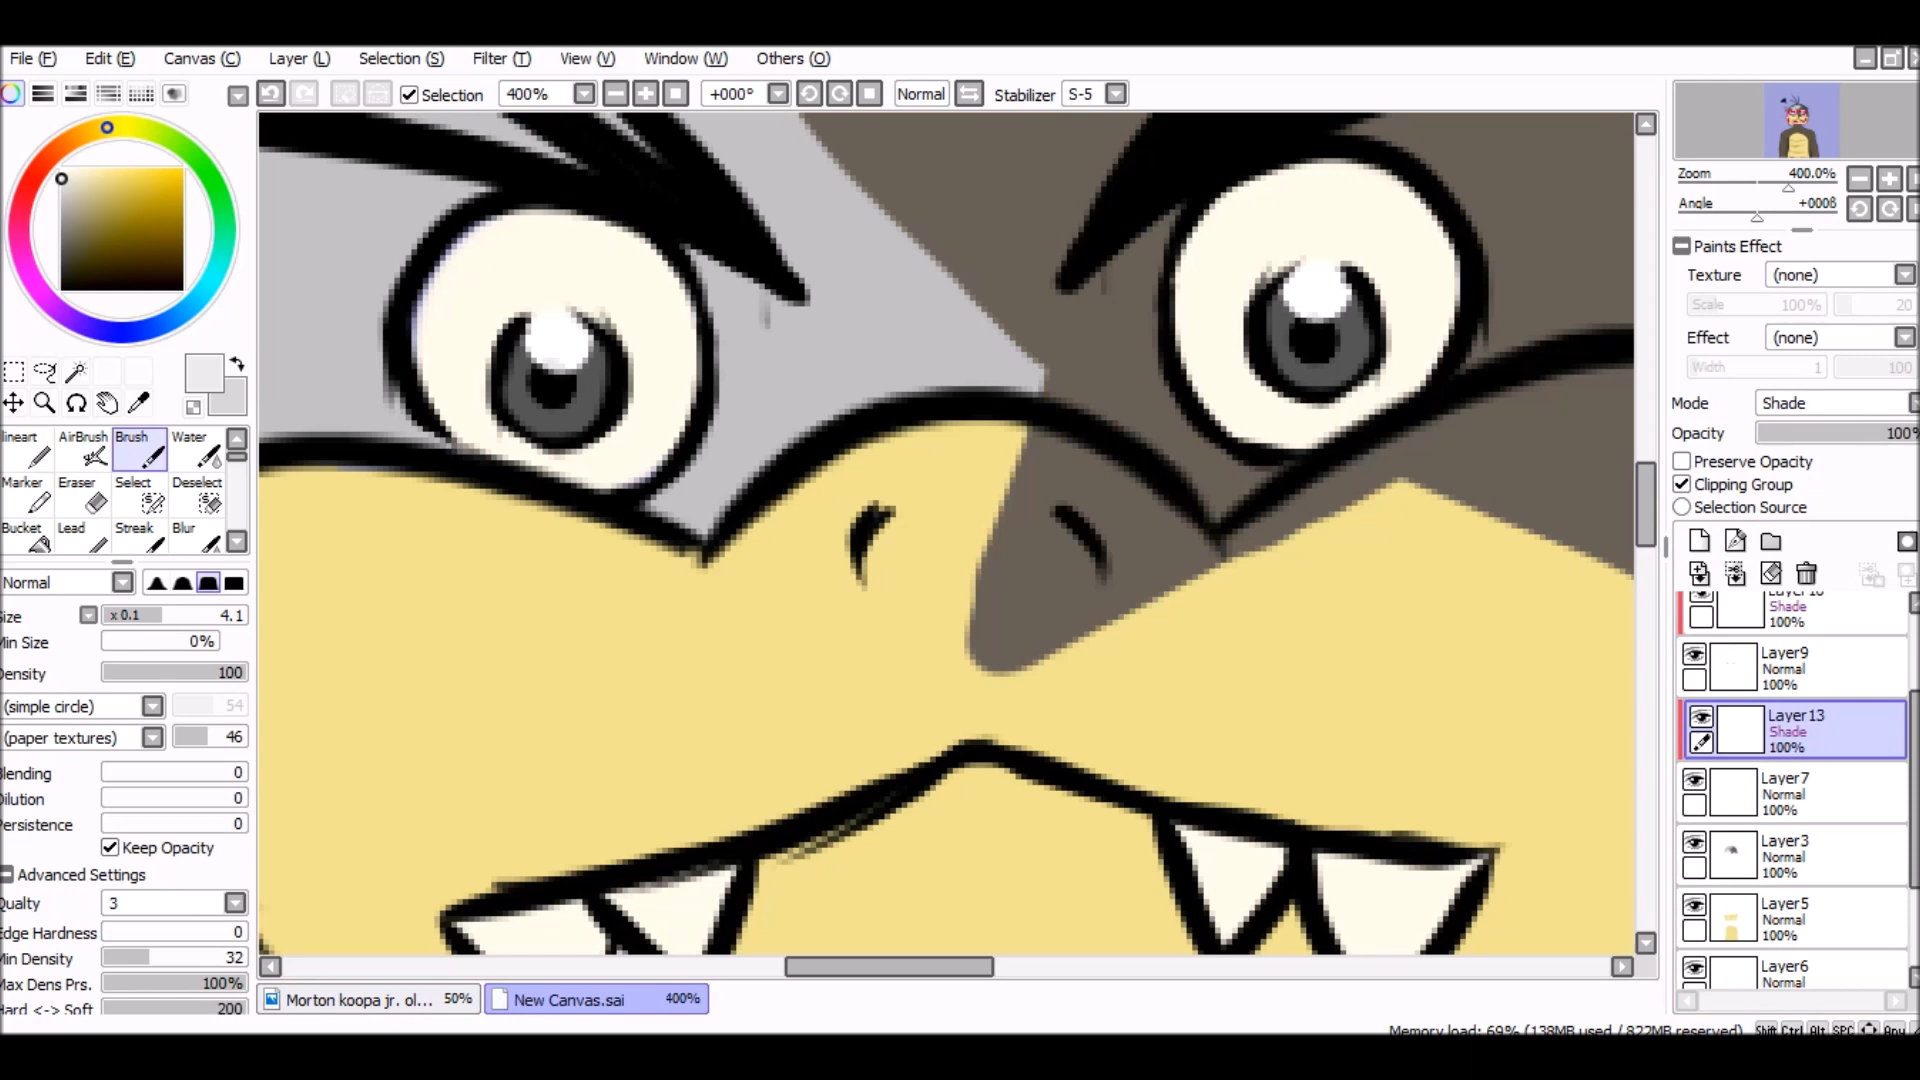 File (F) Edit (E) Canvas (C) Layer (L) Selection (S) Filter (T) View (V) Window (W) Others (O)
Selection 400% +000° Normal Stabilizer S-5
Zoom 400.0%
Angle +000ß
Paints Effect
Texture (none)
Scale 100% 20
Effect (none)
Width 1 100
Mode Shade
Opacity 100%
Preserve Opacity
Clipping Group
Selection Source
Shade
100%
Layer9
Normal
100%
Layer13
Shade
100%
Layer7
Normal
100%
Layer3
Normal
100%
Layer5
Normal
100%
Layer6
Normal
lineart AirBrush Brush Water
Marker Eraser Select Deselect
Bucket Lead Streak Blur
Normal
Size x 0.1 4.1
Min Size 0%
Density 100
(simple circle) 54
(paper textures) 46
Blending 0
Dilution 0
Persistence 0
Keep Opacity
Advanced Settings
Qualty 3
Edge Hardness 0
Min Density 32
Max Dens Prs. 100%
Hard <-> Soft 200
Morton koopa jr. ol... 50% New Canvas.sai 400%
Memory load: 69% (138MB used / 822MB reserved) Shift Ctrl Alt SPC Any